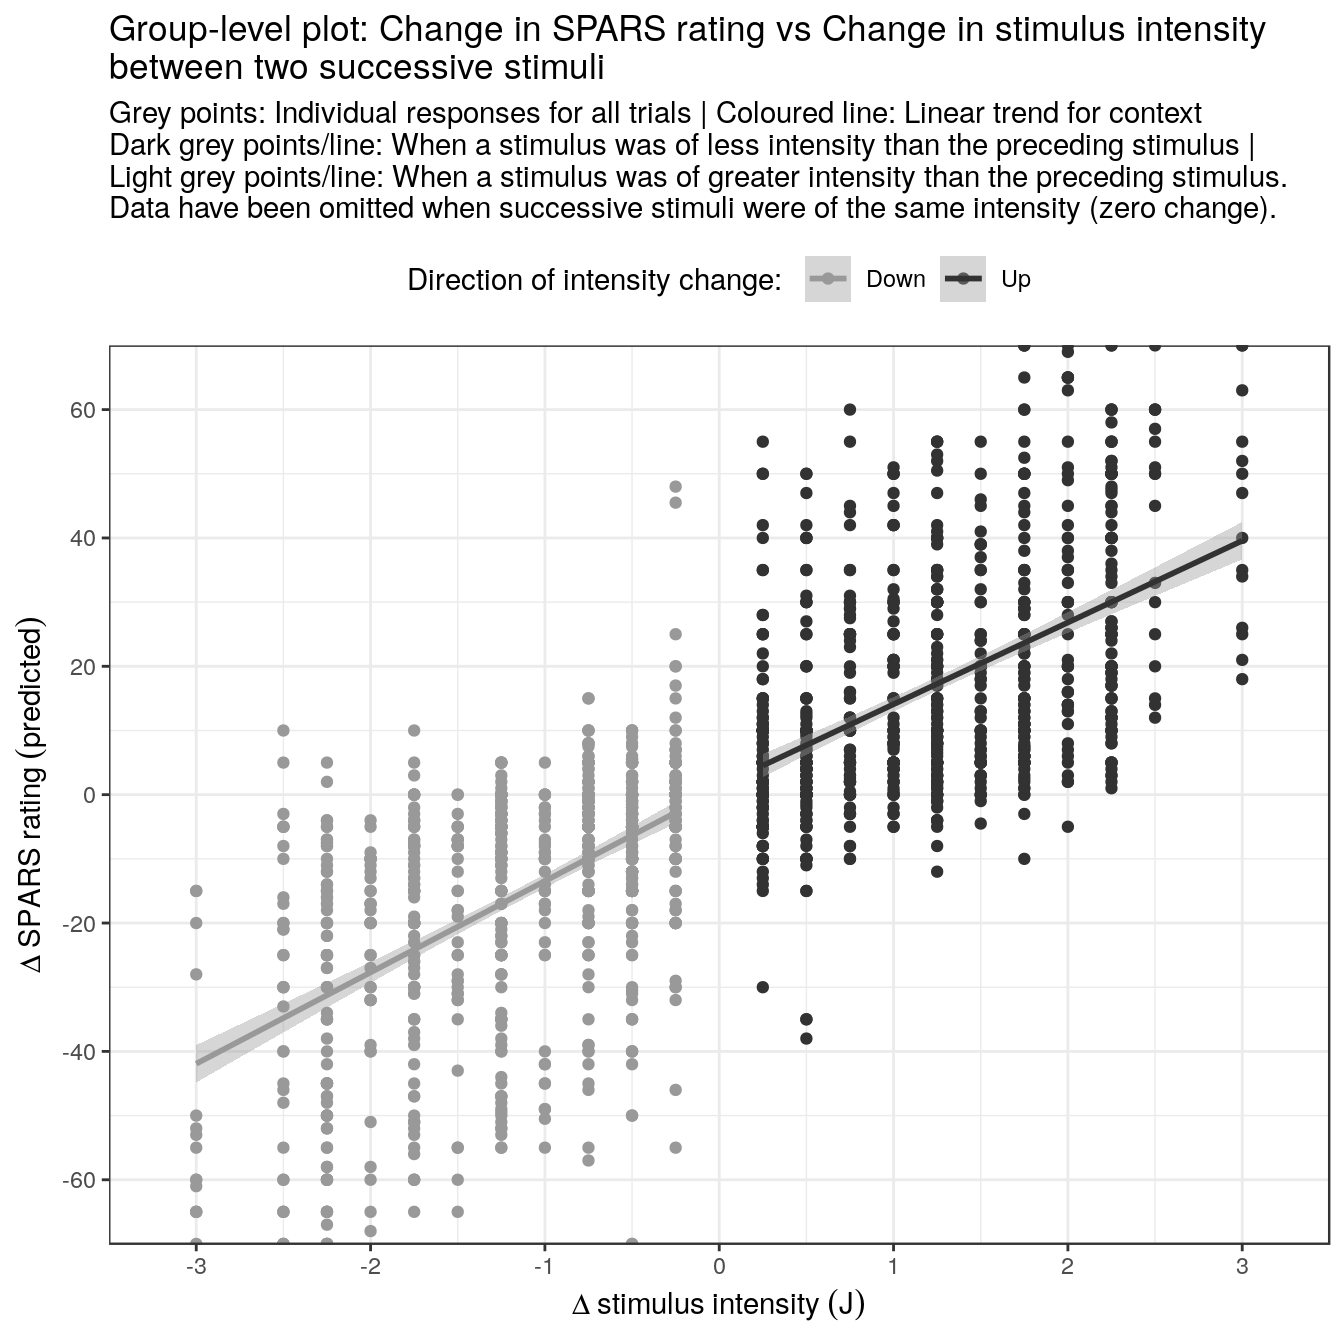 Group-level plot: Change in SPARS rating vs Change in stimulus intensity
between two successive stimuli
Grey points: Individual responses for all trials | Coloured line: Linear trend for context
Dark grey points/line: When a stimulus was of less intensity than the preceding stimulus |
Light grey points/line: When a stimulus was of greater intensity than the preceding stimulus.
Data have been omitted when successive stimuli were of the same intensity (zero change).
Direction of intensity change: Down Up
60
40
20
0
-20
-40
-60
Δ SPARS rating (predicted)
-3 -2 -1 0 1 2 3
Δ stimulus intensity (J)